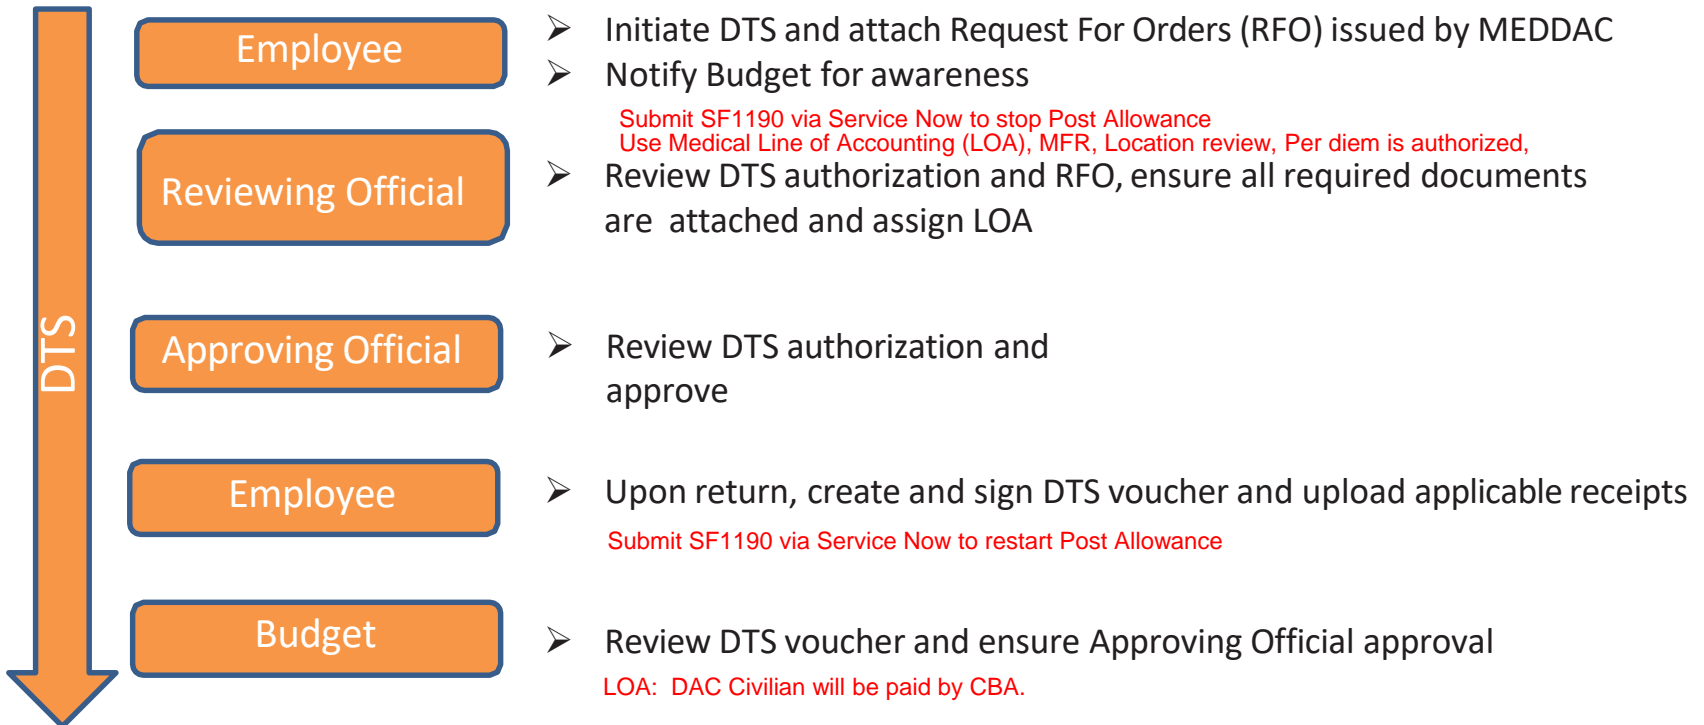 DTS
Employee
➢ Initiate DTS and attach Request For Orders (RFO) issued by MEDDAC
➢ Notify Budget for awareness
Submit SF1190 via Service Now to stop Post Allowance
Use Medical Line of Accounting (LOA), MFR, Location review, Per diem is authorized,
Reviewing Official
➢ Review DTS authorization and RFO, ensure all required documents
are attached and assign LOA
Approving Official
➢ Review DTS authorization and
approve
Employee
➢ Upon return, create and sign DTS voucher and upload applicable receipts
Submit SF1190 via Service Now to restart Post Allowance
Budget
➢ Review DTS voucher and ensure Approving Official approval
LOA: DAC Civilian will be paid by CBA.